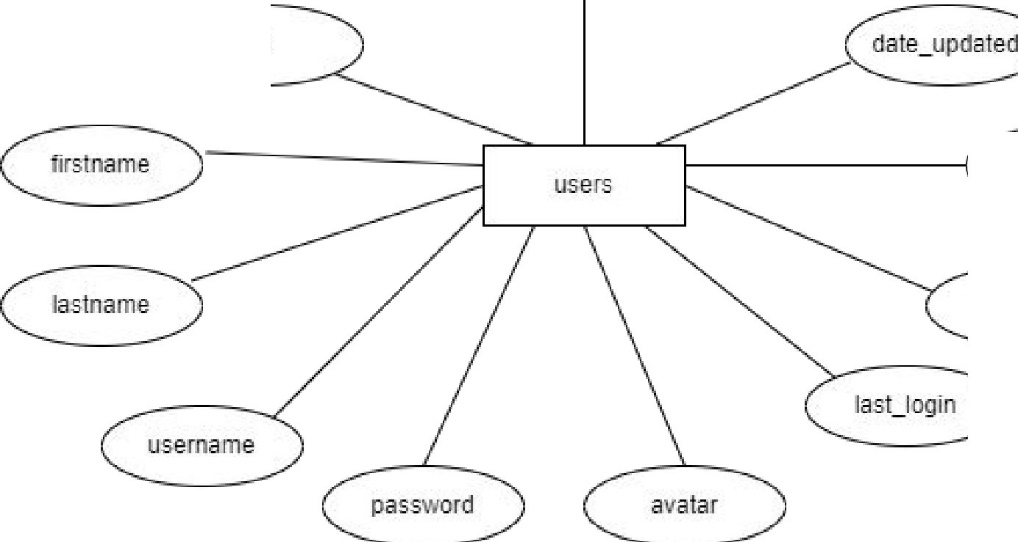 date_updated
firstname
users
lastname
last_login
username
password
avatar